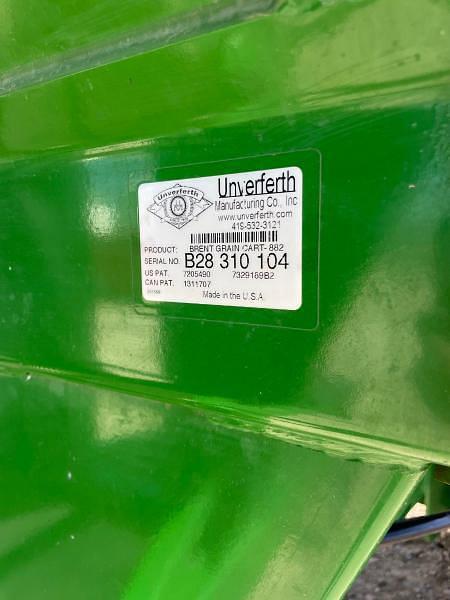 Unverferth
Manufacturing Co., Inc
www.unverferth.com
419-532-3121
PRODUCT: BRENT GRAIN CART- 882
SERIAL NO. B28 310 104
US PAT. 7205490 7329189B2
CAN PAT. 1311707
Made in the U.S.A.